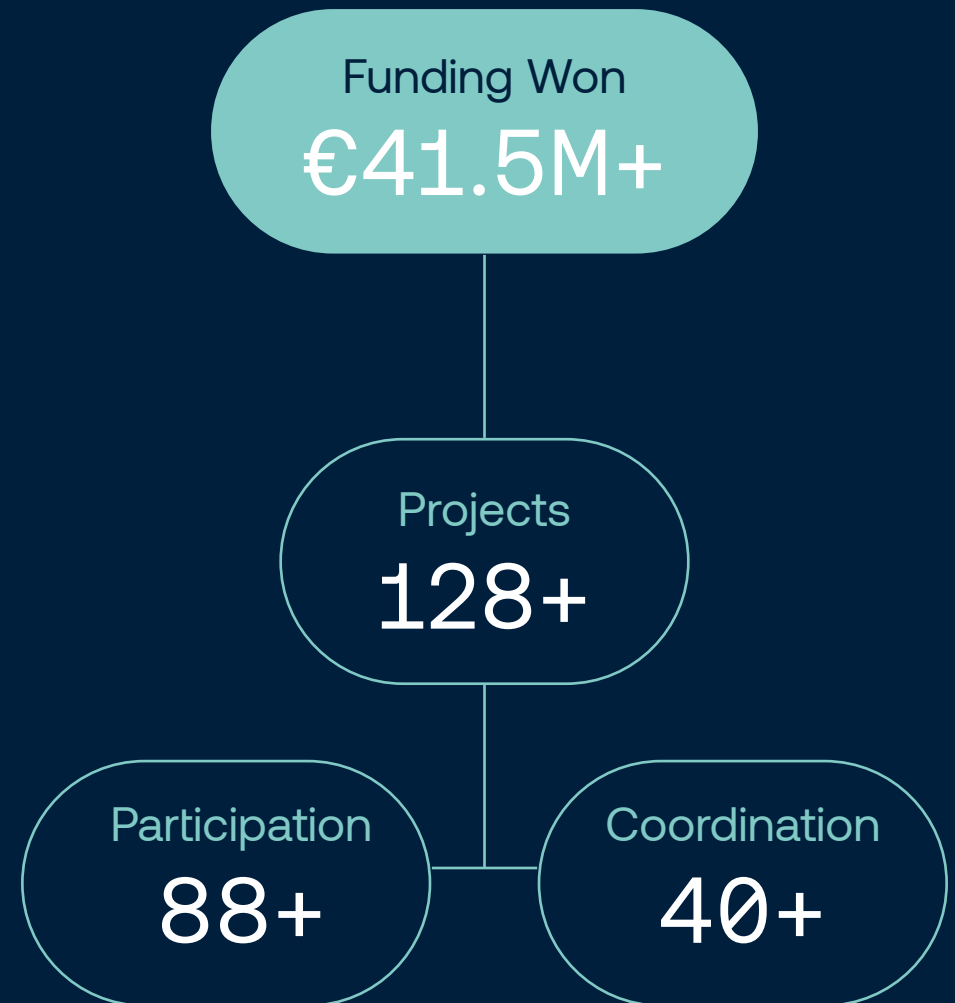 Funding Won
€41.5M+
Projects
128+
Participation
88+
Coordination
40+